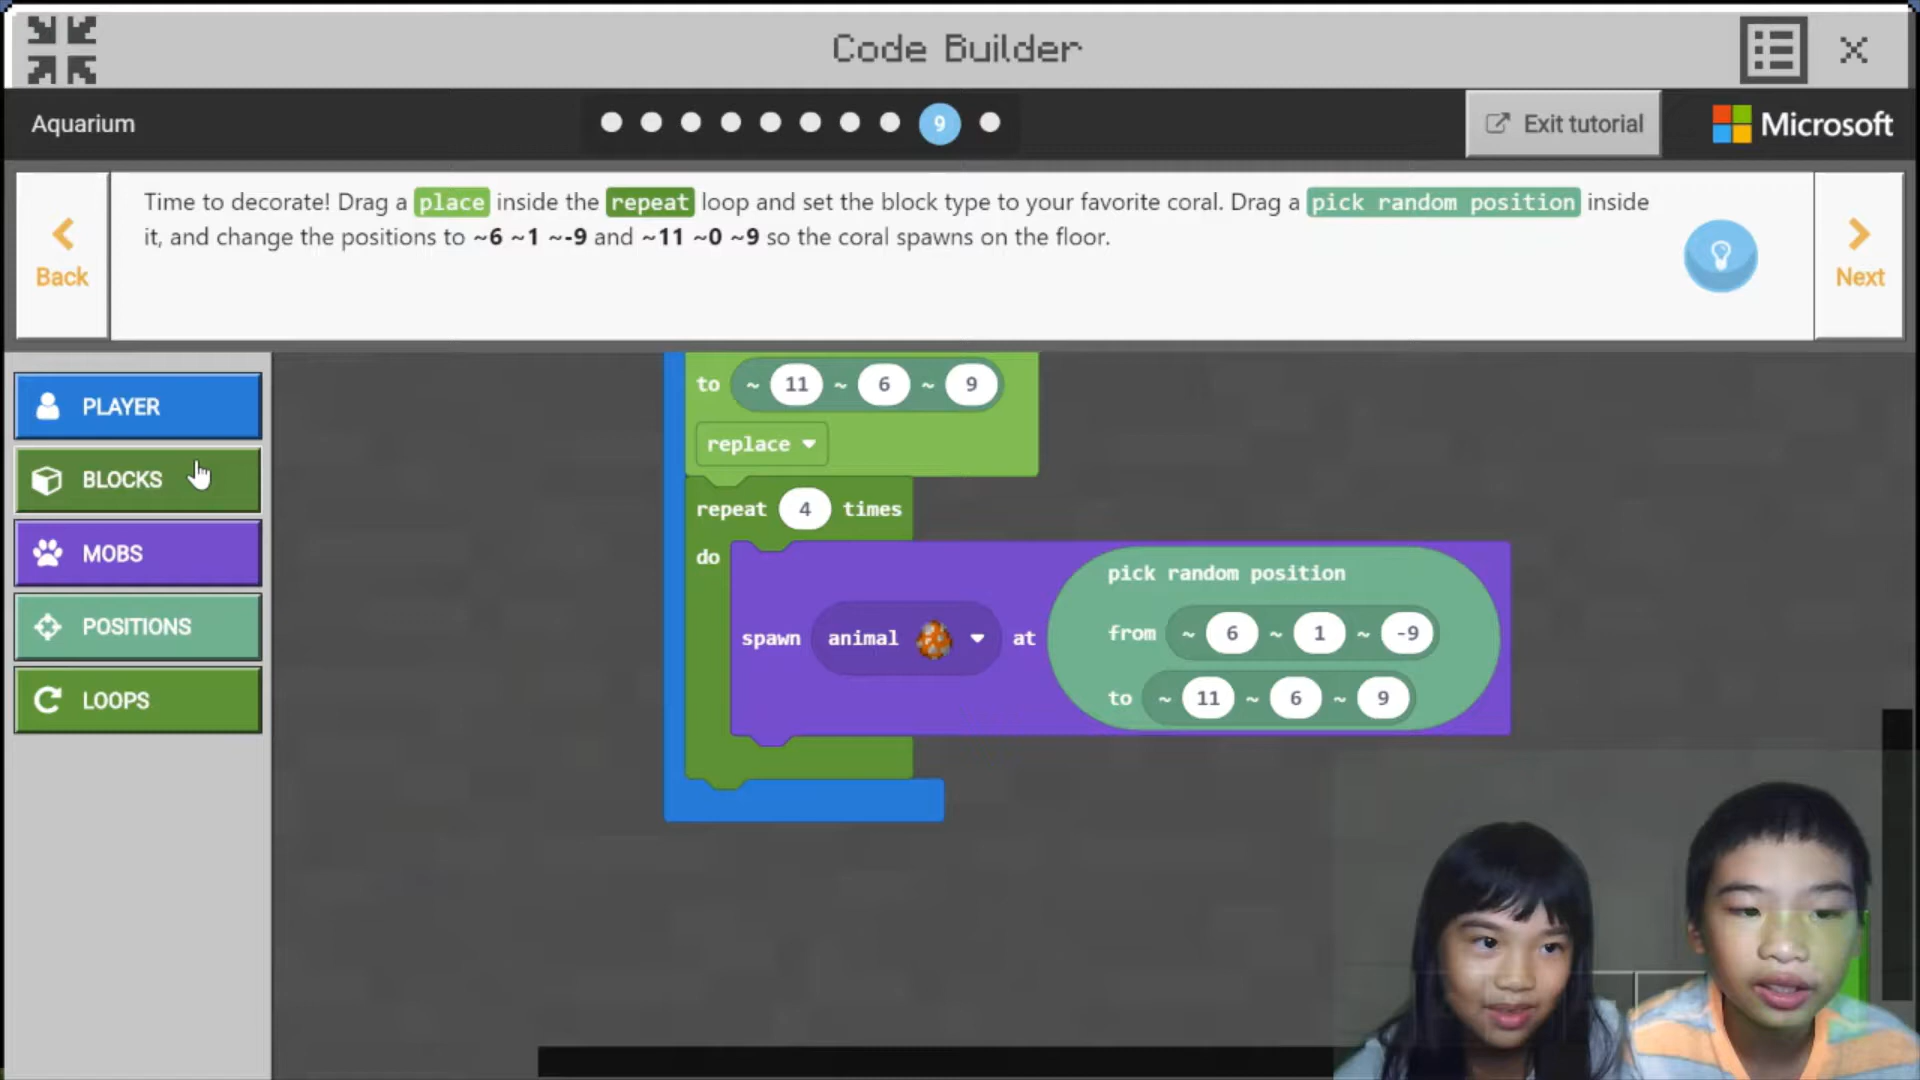 Code Builder
Aquarium
9
Exit tutorial
Microsoft
Back
Time to decorate! Drag a place inside the repeat loop and set the block type to your favorite coral. Drag a pick random position inside
it, and change the positions to ~6 ~1 ~-9 and ~11 ~0 ~9 so the coral spawns on the floor.
Next
PLAYER
BLOCKS
MOBS
POSITIONS
LOOPS
to ~ 11 ~ 6 ~ 9
replace
repeat 4 times
do
spawn animal at
pick random position
from ~ 6 ~ 1 ~ -9
to ~ 11 ~ 6 ~ 9